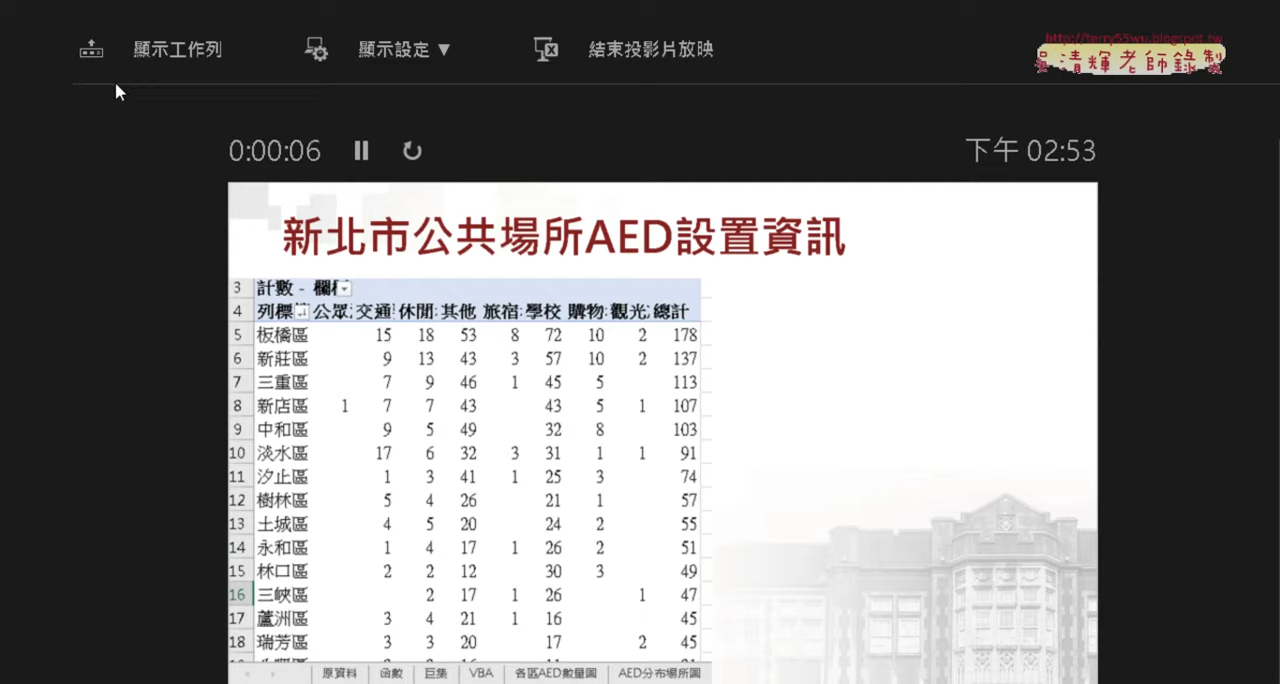 顯示工作列 顯示設定 ▼ 結束投影片放映
http://terry55wu.blogspot.tw
吳清輝老師錄製
0:00:06 下午 02:53
新北市公共場所AED設置資訊
3 計數 - 欄
4 列標 公眾 交通 休閒 其他 旅宿 學校 購物 觀光 總計
5 板橋區 15 18 53 8 72 10 2 178
6 新莊區 9 13 43 3 57 10 2 137
7 三重區 7 9 46 1 45 5 113
8 新店區 1 7 7 43 43 5 1 107
9 中和區 9 5 49 32 8 103
10 淡水區 17 6 32 3 31 1 1 91
11 汐止區 1 3 41 1 25 3 74
12 樹林區 5 4 26 21 1 57
13 土城區 4 5 20 24 2 55
14 永和區 1 4 17 1 26 2 51
15 林口區 2 2 12 30 3 49
16 三峽區 2 17 1 26 1 47
17 蘆洲區 3 4 21 1 16 45
18 瑞芳區 3 3 20 17 2 45
原資料 函數 巨集 VBA 各區AED數量圖 AED分布場所圖